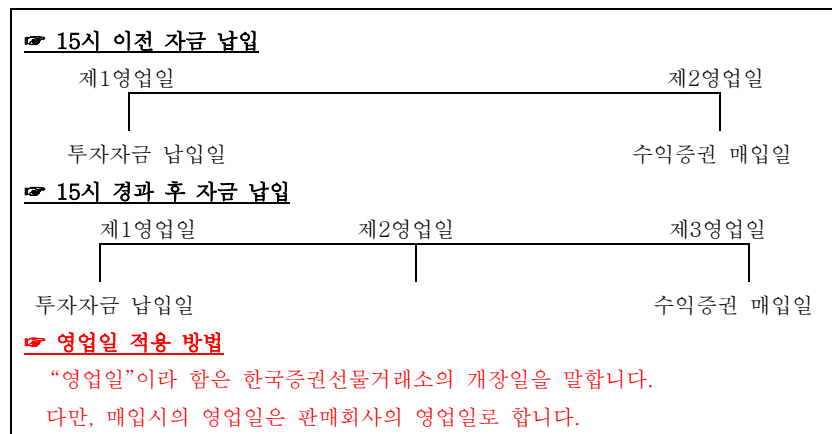 ☞ 15시 이전 자금 납입
제1영업일 제2영업일
투자자금 납입일 수익증권 매입일
☞ 15시 경과 후 자금 납입
제1영업일 제2영업일 제3영업일
투자자금 납입일 수익증권 매입일
☞ 영업일 적용 방법
“영업일”이라 함은 한국증권선물거래소의 개장일을 말합니다.
다만, 매입시의 영업일은 판매회사의 영업일로 합니다.